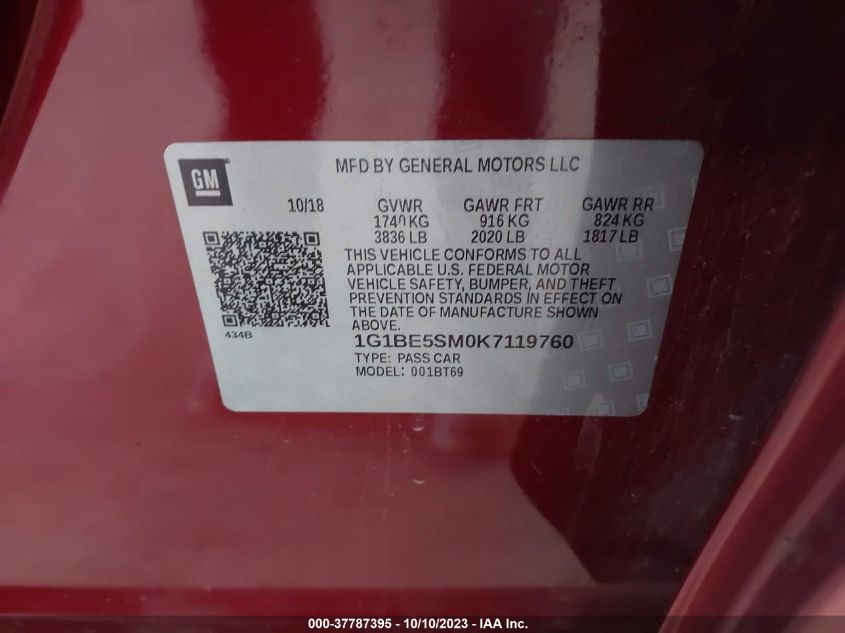 GM
MFD BY GENERAL MOTORS LLC
10/18 GVWR GAWR FRT GAWR RR
1740 KG 916 KG 824 KG
3836 LB 2020 LB 1817 LB
THIS VEHICLE CONFORMS TO ALL
APPLICABLE U.S. FEDERAL MOTOR
VEHICLE SAFETY, BUMPER, AND THEFT
PREVENTION STANDARDS IN EFFECT ON
THE DATE OF MANUFACTURE SHOWN
ABOVE.
434B
1G1BE5SM0K7119760
TYPE: PASS CAR
MODEL: 001BT69
000-37787395 - 10/10/2023 - IAA Inc.